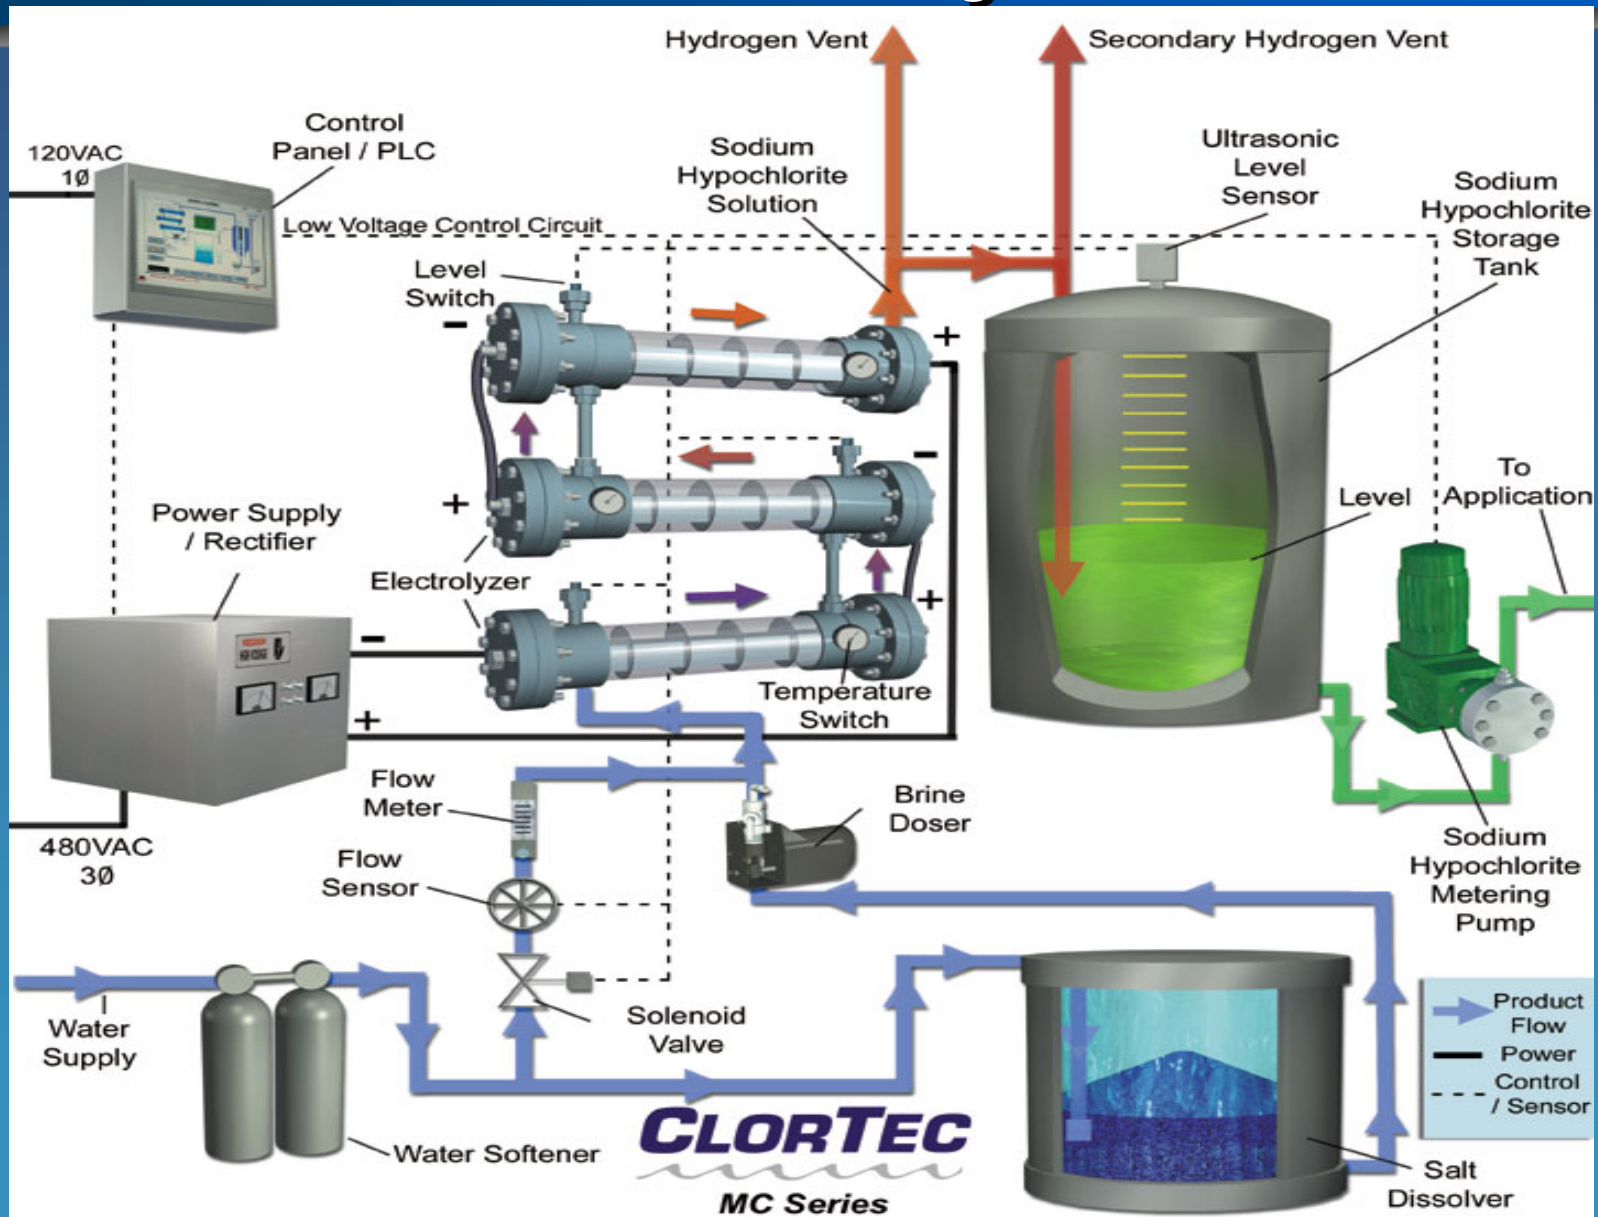 Hydrogen Vent
Secondary Hydrogen Vent
Control
Panel / PLC
120VAC
1Ø
Sodium
Hypochlorite
Solution
Ultrasonic
Level
Sensor
Sodium
Hypochlorite
Storage
Tank
Low Voltage Control Circuit
Level
Switch
-
+
-
+
To
Application
Level
Power Supply
/ Rectifier
Electrolyzer
+
-
+
Temperature
Switch
480VAC
3Ø
Flow
Meter
Brine
Doser
Flow
Sensor
Sodium
Hypochlorite
Metering
Pump
Water
Supply
Solenoid
Valve
Product
Flow
Power
Control
/ Sensor
Water Softener
CLORTEC
MC Series
Salt
Dissolver